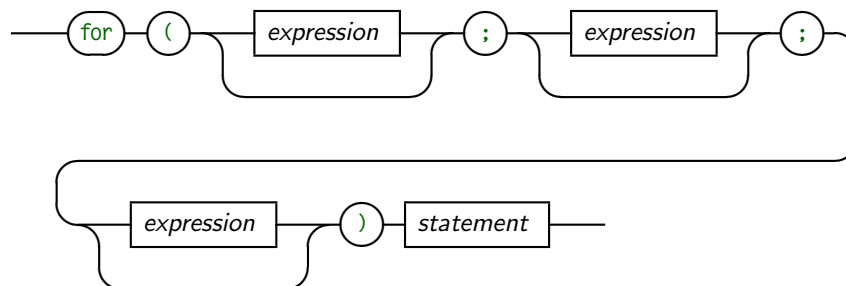 for ( expression ; expression ;
expression ) statement